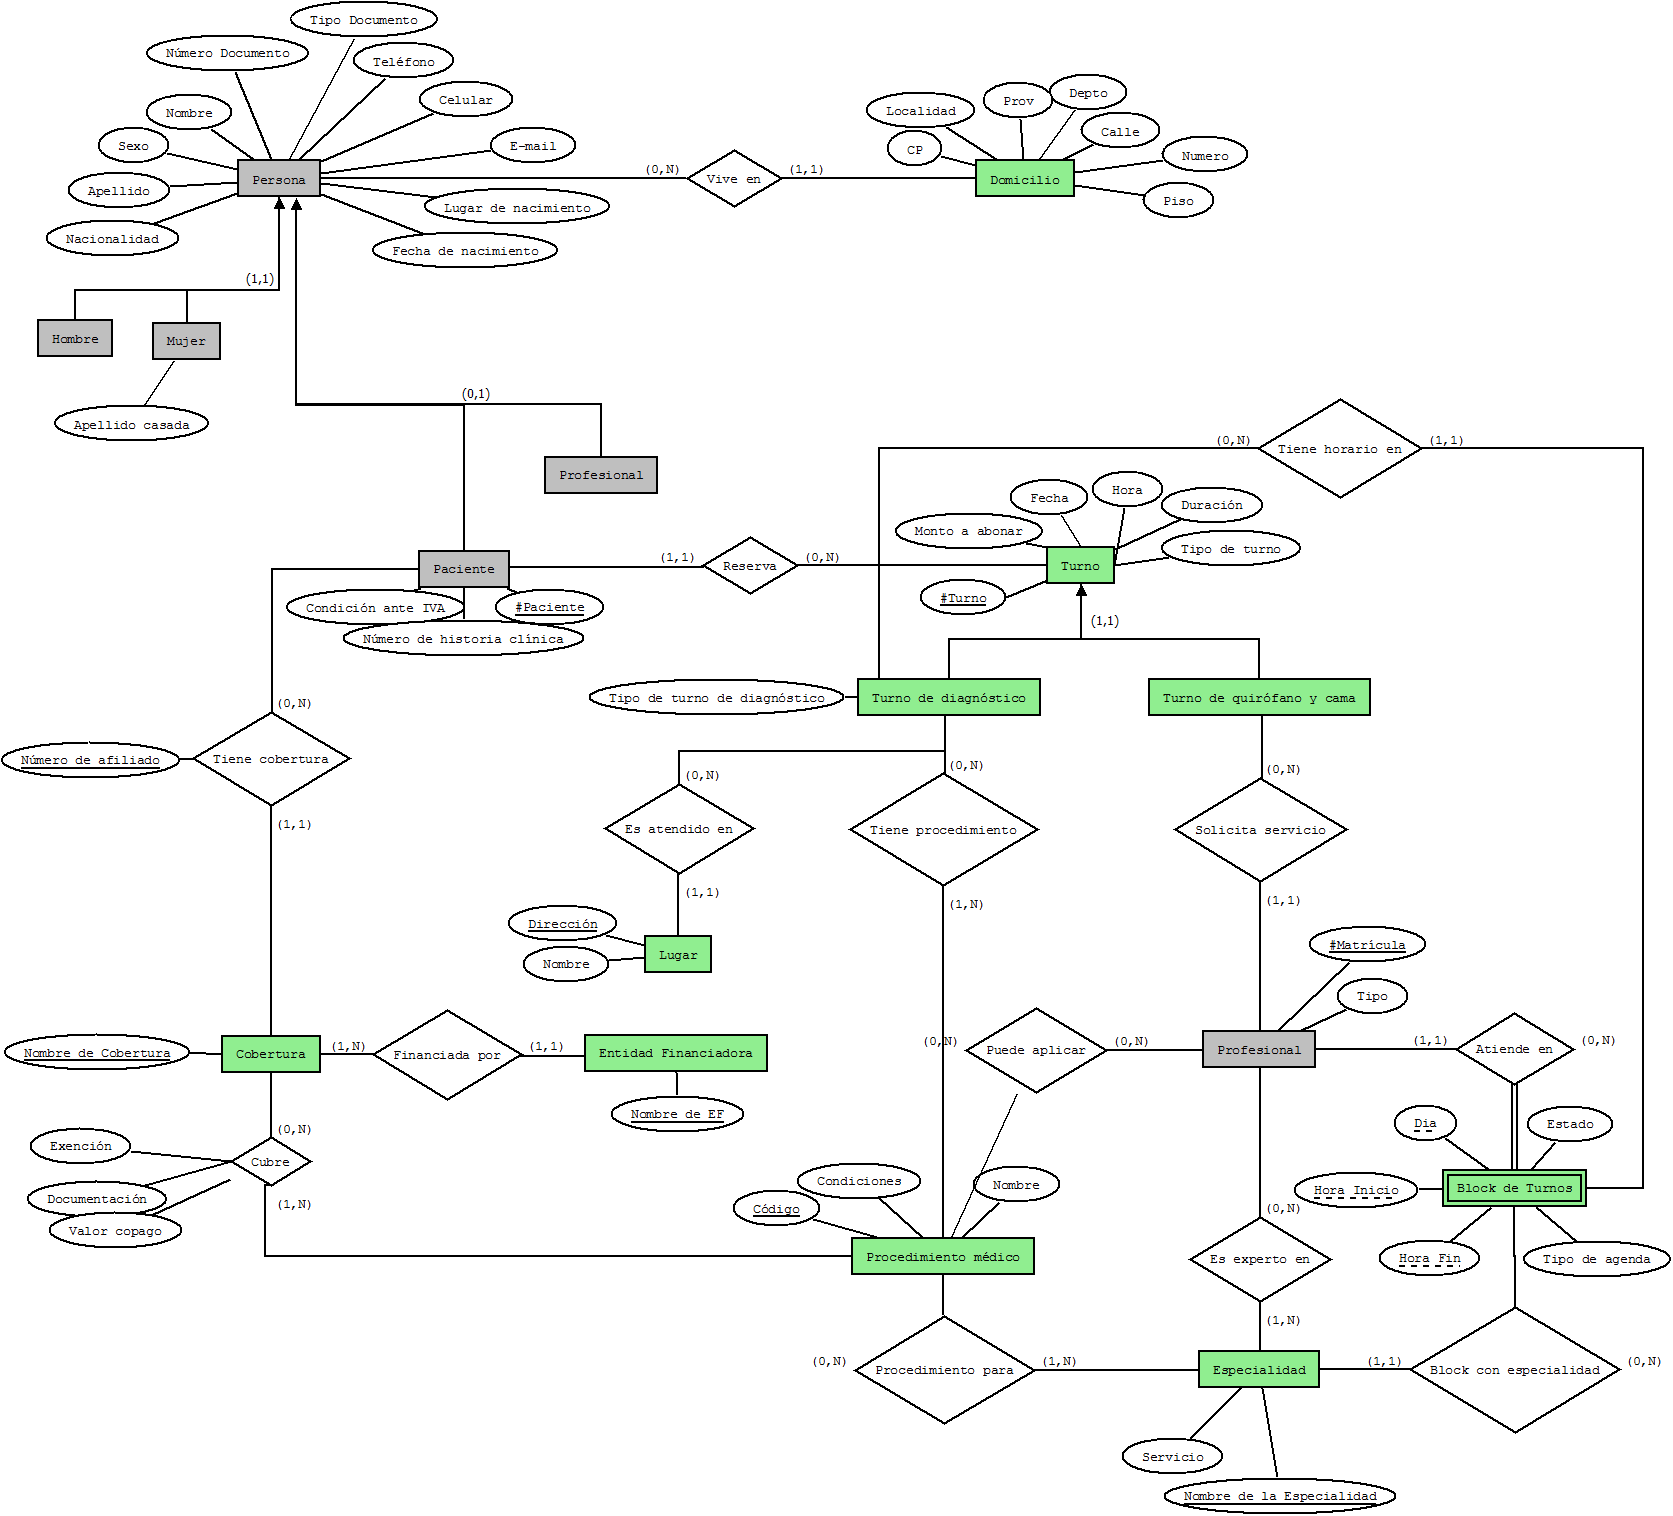 Tipo Documento
Número Documento
Teléfono
Celular
Nombre
Sexo
E-mail
Apellido
Persona
Lugar de nacimiento
Nacionalidad
Fecha de nacimiento
(0,N)
Vive en
(1,1)
Localidad
Prov
Depto
Calle
CP
Numero
Domicilio
Piso
(1,1)
Hombre
Mujer
Apellido casada
(0,1)
Profesional
(0,N)
Tiene horario en
(1,1)
Fecha
Hora
Duración
Monto a abonar
Tipo de turno
Paciente
(1,1)
Reserva
(0,N)
Turno
#Turno
Condición ante IVA
#Paciente
Número de historia clínica
(1,1)
Tipo de turno de diagnóstico
Turno de diagnóstico
Turno de quirófano y cama
(0,N)
Número de afiliado
Tiene cobertura
(1,1)
(0,N)
Es atendido en
(1,1)
(0,N)
Tiene procedimiento
(1,N)
(0,N)
Solicita servicio
(1,1)
Dirección
Nombre
Lugar
#Matrícula
Tipo
Nombre de Cobertura
Cobertura
(1,N)
Financiada por
(1,1)
Entidad Financiadora
Nombre de EF
(0,N)
Puede aplicar
(0,N)
Profesional
(1,1)
Atiende en
(0,N)
Exención
(0,N)
Cubre
Documentación
(1,N)
Valor copago
Condiciones
Nombre
Código
Procedimiento médico
Dia
Estado
Hora Inicio
Block de Turnos
Hora Fin
Tipo de agenda
(0,N)
Es experto en
(1,N)
(0,N)
Procedimiento para
(1,N)
Especialidad
(1,1)
Block con especialidad
(0,N)
Servicio
Nombre de la Especialidad